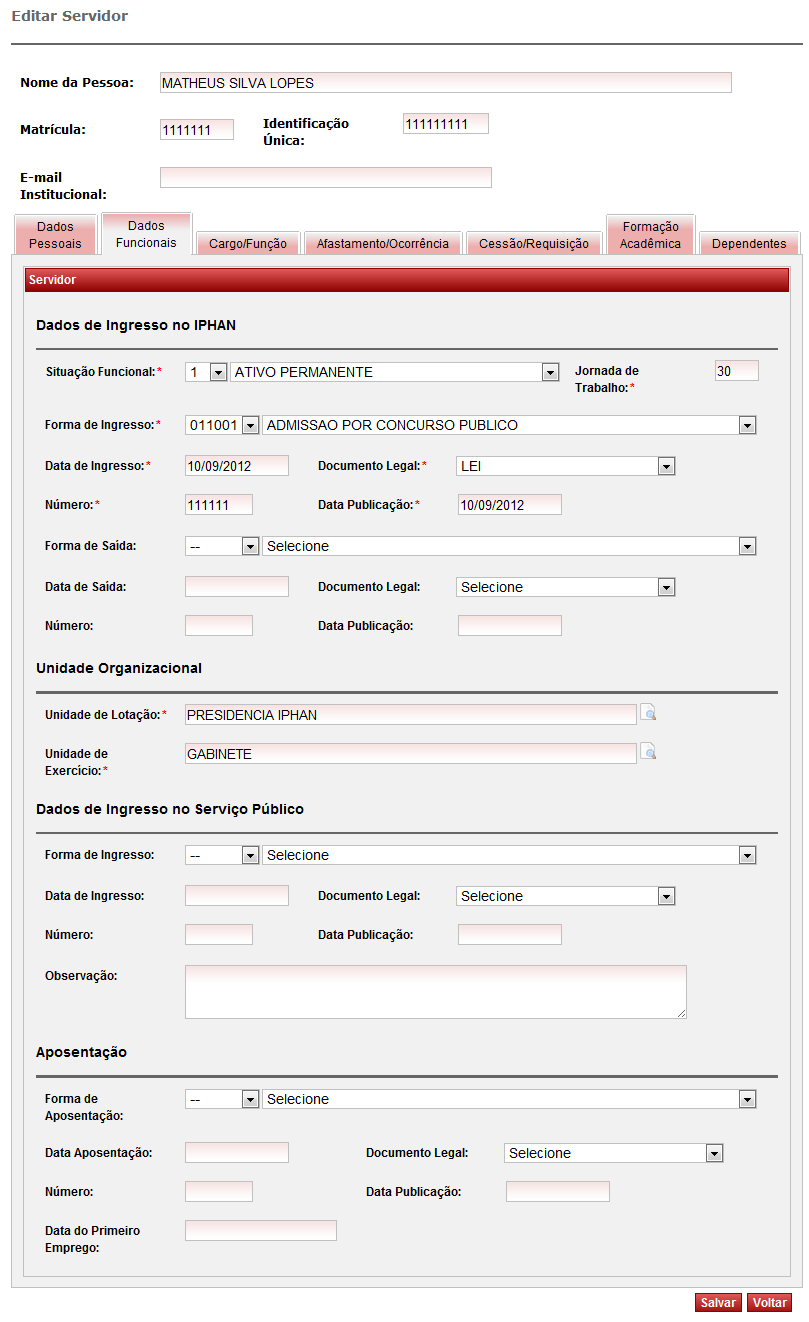 Editar Servidor
Nome da Pessoa: MATHEUS SILVA LOPES
Matrícula: 1111111 Identificação Única: 111111111
E-mail Institucional:
Dados Pessoais Dados Funcionais Cargo/Função Afastamento/Ocorrência Cessão/Requisição Formação Acadêmica Dependentes
Servidor
Dados de Ingresso no IPHAN
Situação Funcional:* 1 ATIVO PERMANENTE Jornada de Trabalho:* 30
Forma de Ingresso:* 011001 ADMISSAO POR CONCURSO PUBLICO
Data de Ingresso:* 10/09/2012 Documento Legal:* LEI
Número:* 111111 Data Publicação:* 10/09/2012
Forma de Saída: -- Selecione
Data de Saída: Documento Legal: Selecione
Número: Data Publicação:
Unidade Organizacional
Unidade de Lotação:* PRESIDENCIA IPHAN
Unidade de Exercício:* GABINETE
Dados de Ingresso no Serviço Público
Forma de Ingresso: -- Selecione
Data de Ingresso: Documento Legal: Selecione
Número: Data Publicação:
Observação:
Aposentação
Forma de Aposentação: -- Selecione
Data Aposentação: Documento Legal: Selecione
Número: Data Publicação:
Data do Primeiro Emprego:
Salvar Voltar